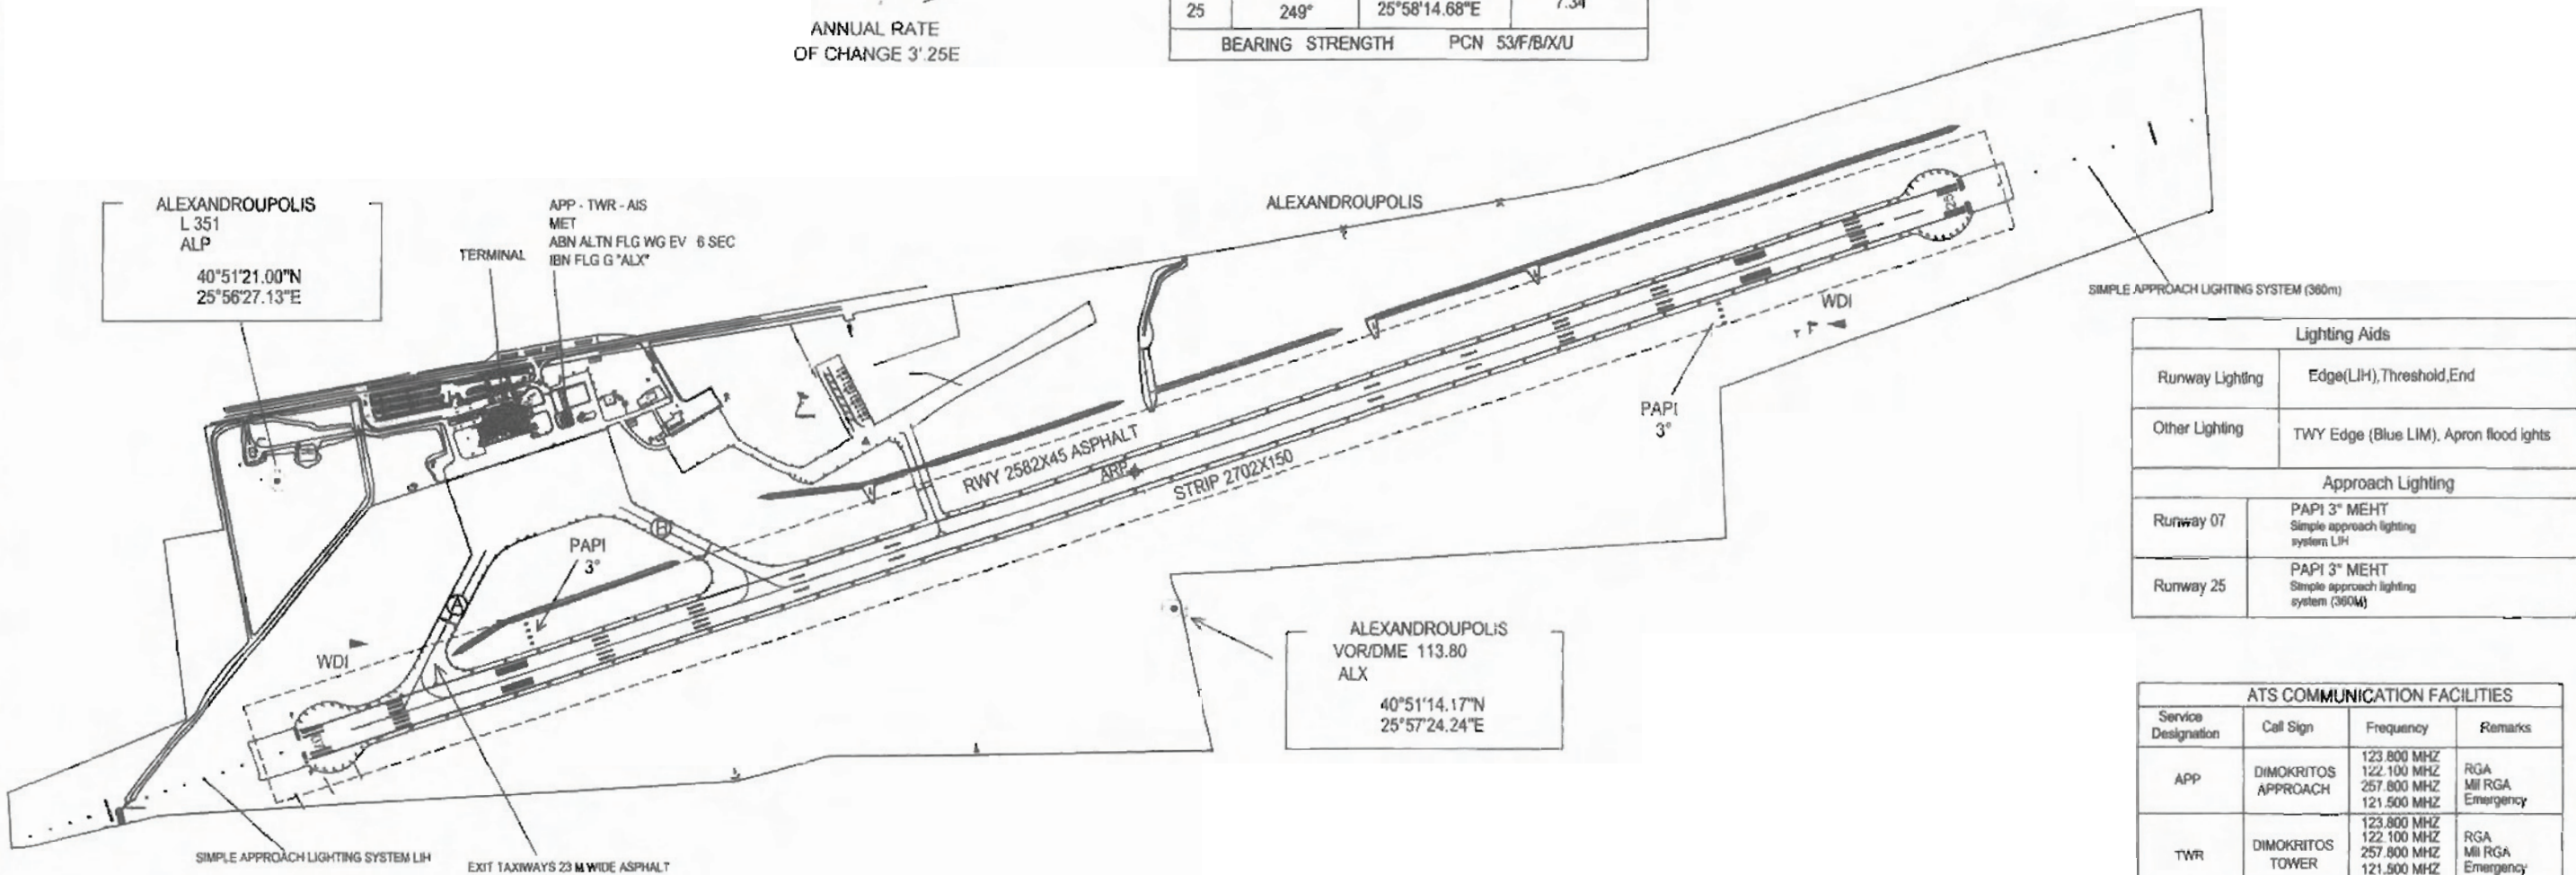 ANNUAL RATE
OF CHANGE 3'.25E
25 249° 25°58'14.68"E 7.34
BEARING STRENGTH PCN 53/F/B/X/U
ALEXANDROUPOLIS
L 351
ALP
40°51'21.00"N
25°56'27.13"E
TERMINAL
APP - TWR - AIS
MET
ABN ALTN FLG WG EV 6 SEC
IBN FLG G "ALX"
ALEXANDROUPOLIS
25
SIMPLE APPROACH LIGHTING SYSTEM (360m)
WDI
PAPI
3°
RWY 2582X45 ASPHALT
ARP
STRIP 2702X150
B
PAPI
3°
A
WDI
07
SIMPLE APPROACH LIGHTING SYSTEM LIH
EXIT TAXIWAYS 23 M WIDE ASPHALT
ALEXANDROUPOLIS
VOR/DME 113.80
ALX
40°51'14.17"N
25°57'24.24"E
Lighting Aids
Runway Lighting Edge(LIH),Threshold,End
Other Lighting TWY Edge (Blue LIM), Apron flood ights
Approach Lighting
Runway 07
PAPI 3° MEHT
Simple approach lighting
system LIH
Runway 25
PAPI 3° MEHT
Simple approach lighting
system (360M)
ATS COMMUNICATION FACILITIES
Service Designation Call Sign Frequency Remarks
APP
DIMOKRITOS
APPROACH
123.800 MHZ
122.100 MHZ RGA
257.800 MHZ Mil RGA
121.500 MHZ Emergency
TWR
DIMOKRITOS
TOWER
123.800 MHZ
122.100 MHZ RGA
257.800 MHZ Mil RGA
121.500 MHZ Emergency